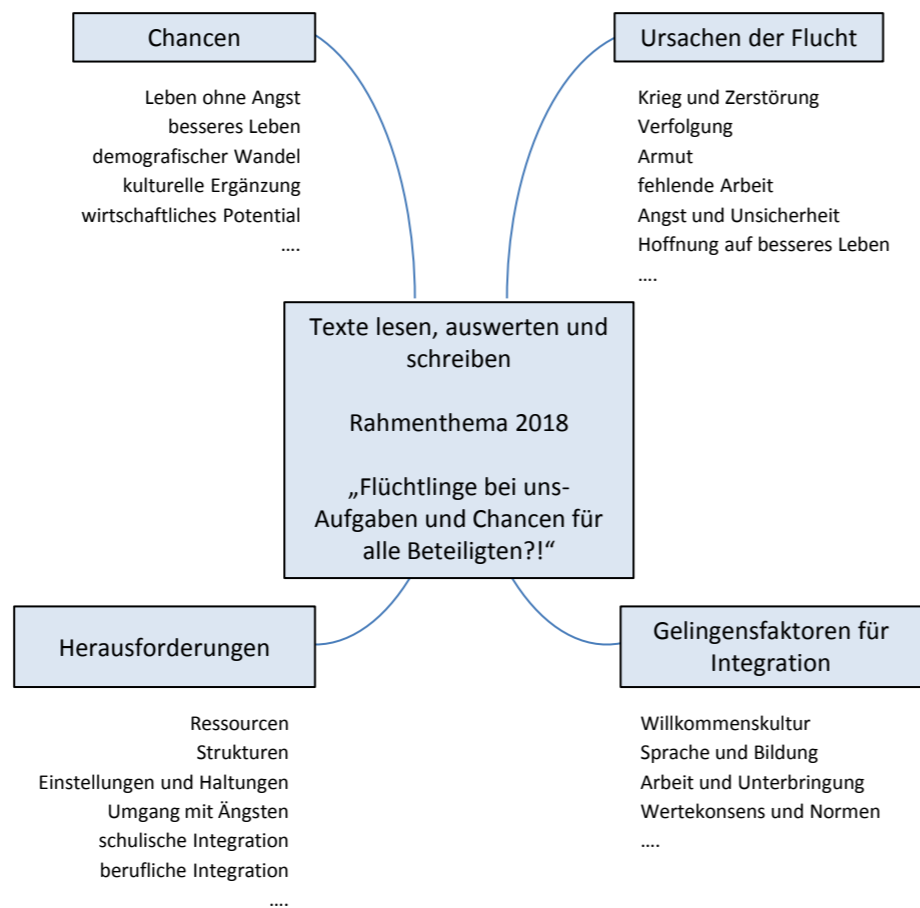 Chancen
Leben ohne Angst
besseres Leben
demografischer Wandel
kulturelle Ergänzung
wirtschaftliches Potential
....
Ursachen der Flucht
Krieg und Zerstörung
Verfolgung
Armut
fehlende Arbeit
Angst und Unsicherheit
Hoffnung auf besseres Leben
....
Texte lesen, auswerten und
schreiben
Rahmenthema 2018
„Flüchtlinge bei uns-
Aufgaben und Chancen für
alle Beteiligten?!“
Herausforderungen
Ressourcen
Strukturen
Einstellungen und Haltungen
Umgang mit Ängsten
schulische Integration
berufliche Integration
....
Gelingensfaktoren für
Integration
Willkommenskultur
Sprache und Bildung
Arbeit und Unterbringung
Wertekonsens und Normen
....